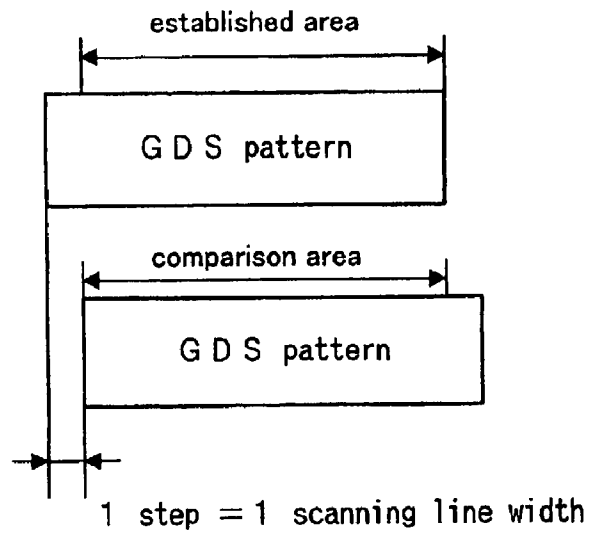 established area
G D S pattern
comparison area
G D S pattern
1 step = 1 scanning line width